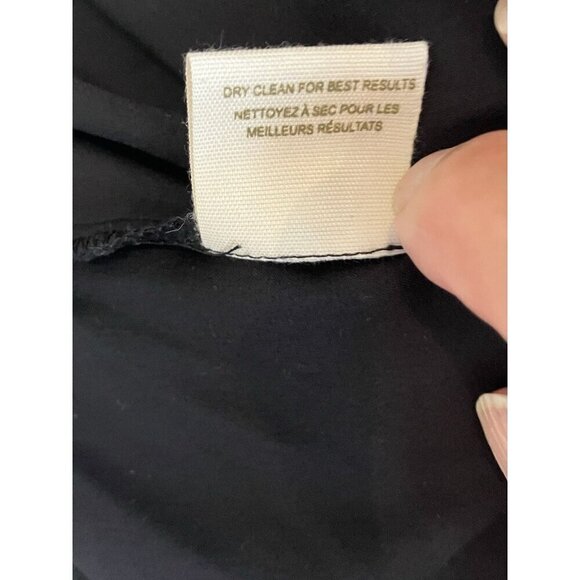 DRY CLEAN FOR BEST RESULTS
NETTOYEZ À SEC POUR LES
MEILLEURS RÉSULTATS